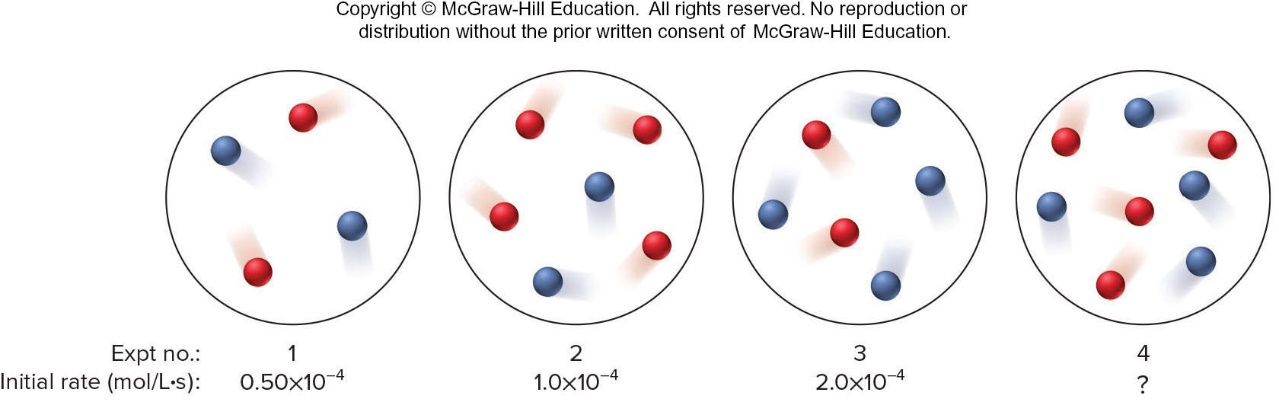 Copyright © McGraw-Hill Education.  All rights reserved. No reproduction or
distribution without the prior written consent of McGraw-Hill Education.
Expt no.: 1 2 3 4
Initial rate (mol/L•s): 0.50×10⁻⁴ 1.0×10⁻⁴ 2.0×10⁻⁴ ?